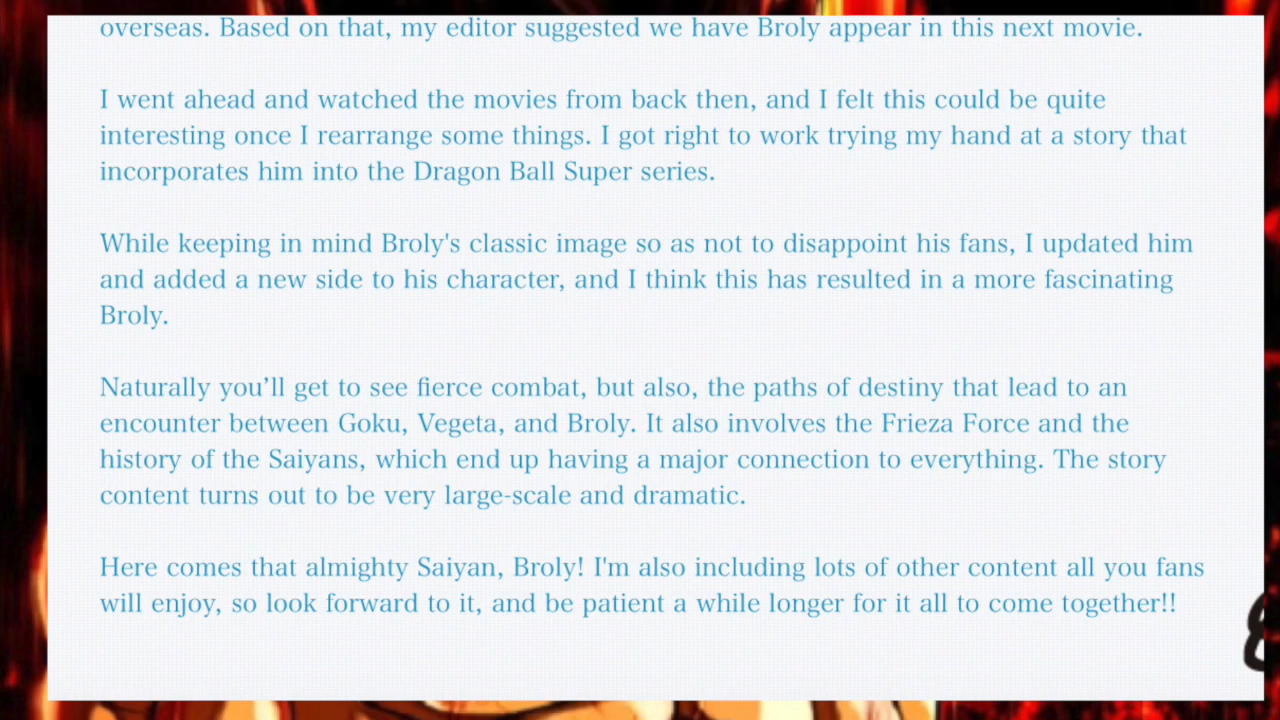 overseas. Based on that, my editor suggested we have Broly appear in this next movie.
I went ahead and watched the movies from back then, and I felt this could be quite
interesting once I rearrange some things. I got right to work trying my hand at a story that
incorporates him into the Dragon Ball Super series.
While keeping in mind Broly's classic image so as not to disappoint his fans, I updated him
and added a new side to his character, and I think this has resulted in a more fascinating
Broly.
Naturally you’ll get to see fierce combat, but also, the paths of destiny that lead to an
encounter between Goku, Vegeta, and Broly. It also involves the Frieza Force and the
history of the Saiyans, which end up having a major connection to everything. The story
content turns out to be very large-scale and dramatic.
Here comes that almighty Saiyan, Broly! I'm also including lots of other content all you fans
will enjoy, so look forward to it, and be patient a while longer for it all to come together!!